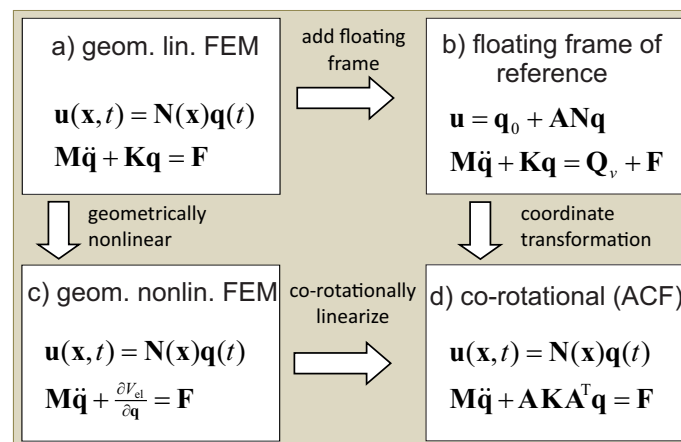 a) geom. lin. FEM
u(x,t) = N(x)q(t)
Mq̈ + Kq = F
add floating
frame
b) floating frame of
reference
u = q₀ + ANq
Mq̈ + Kq = Qᵥ + F
geometrically
nonlinear
coordinate
transformation
c) geom. nonlin. FEM
u(x,t) = N(x)q(t)
Mq̈ + ∂V_el/∂q = F
co-rotationally
linearize
d) co-rotational (ACF)
u(x,t) = N(x)q(t)
Mq̈ + AKAᵀq = F